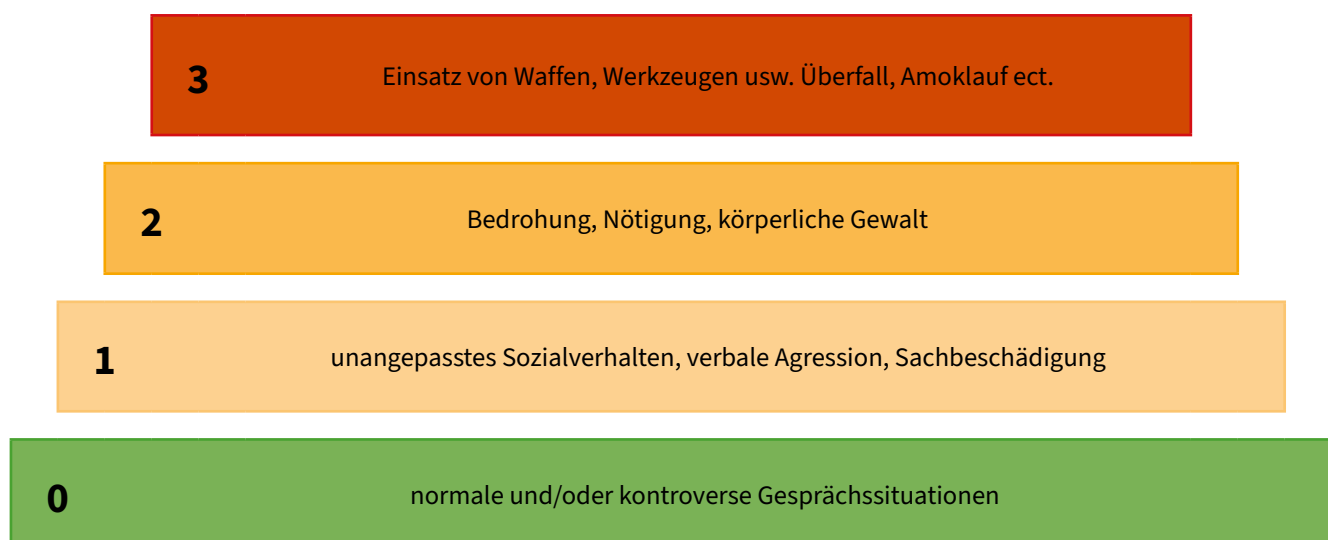 3 Einsatz von Waffen, Werkzeugen usw. Überfall, Amoklauf ect.
2 Bedrohung, Nötigung, körperliche Gewalt
1 unangepasstes Sozialverhalten, verbale Agression, Sachbeschädigung
0 normale und/oder kontroverse Gesprächssituationen